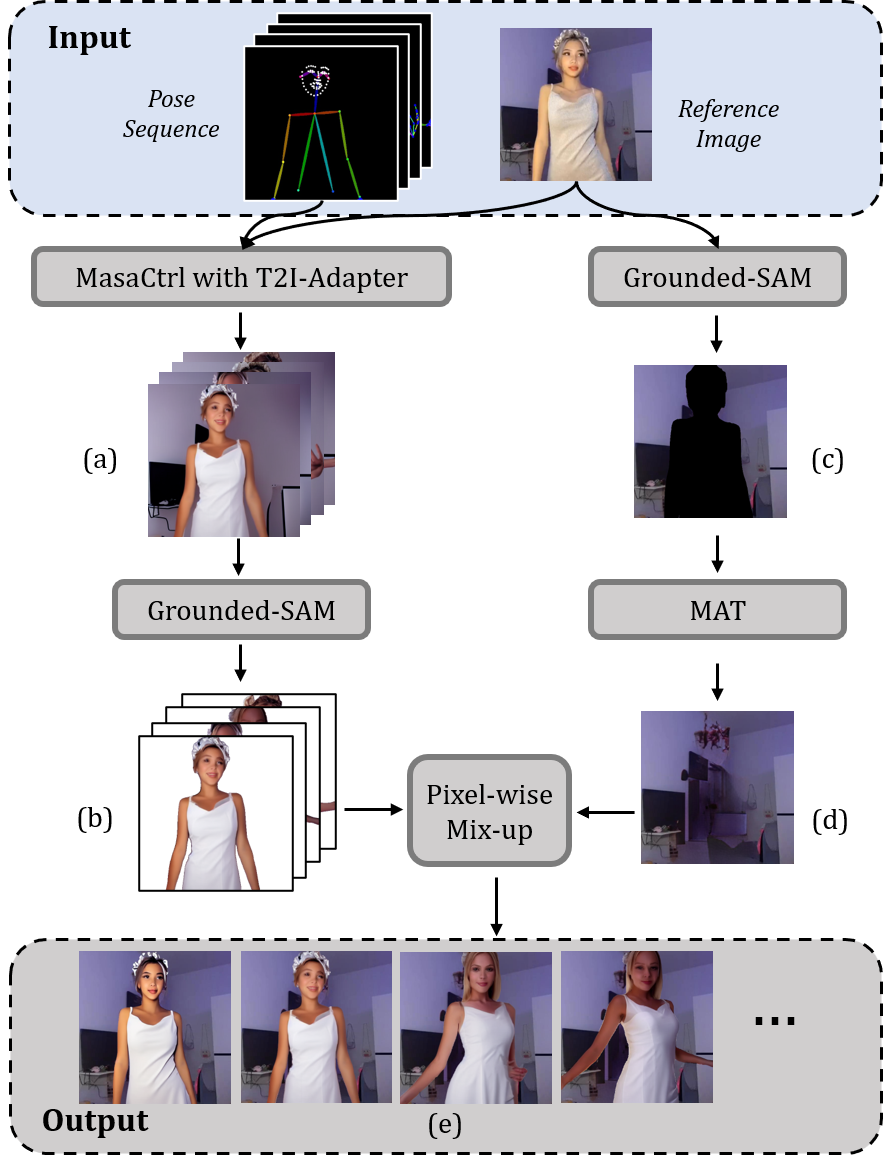 Input
Pose
Sequence
Reference
Image
MasaCtrl with T2I-Adapter
Grounded-SAM
(a)
(c)
Grounded-SAM
MAT
(b)
Pixel-wise
Mix-up
(d)
...
Output
(e)